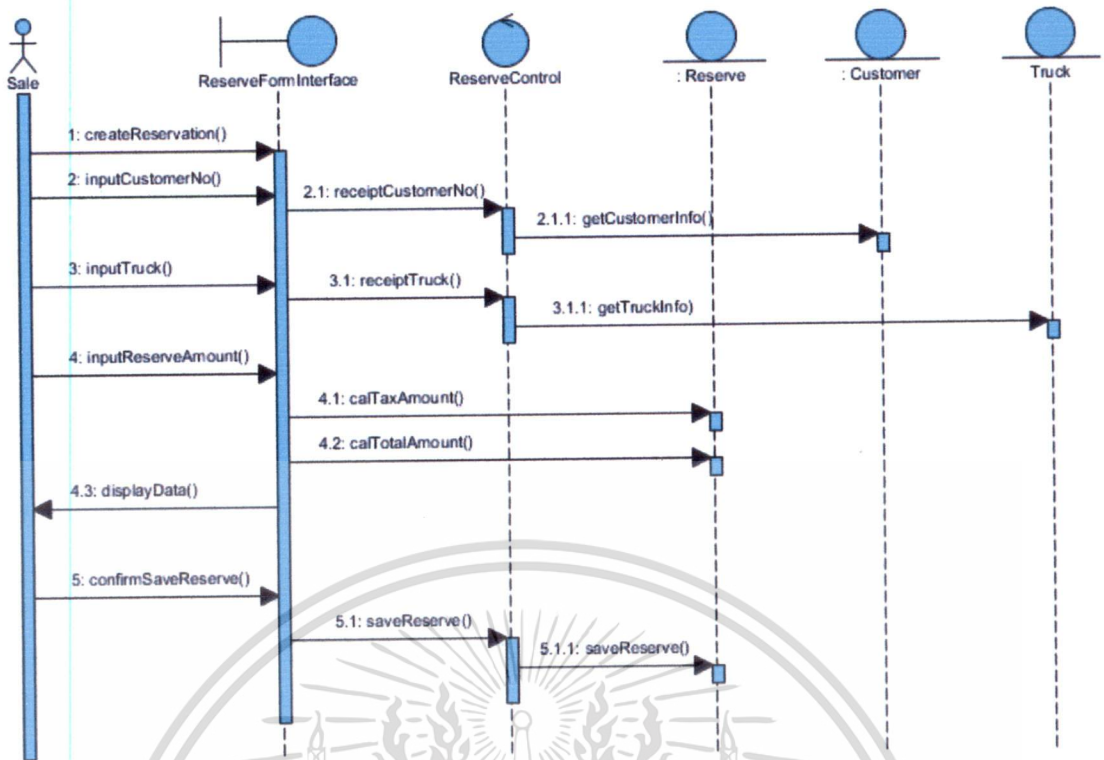 Sale
ReserveFormInterface
ReserveControl
: Reserve
: Customer
Truck
1: createReservation()
2: inputCustomerNo()
2.1: receiptCustomerNo()
2.1.1: getCustomerInfo()
3: inputTruck()
3.1: receiptTruck()
3.1.1: getTruckInfo)
4: inputReserveAmount()
4.1: calTaxAmount()
4.2: calTotalAmount()
4.3: displayData()
5: confirmSaveReserve()
5.1: saveReserve()
5.1.1: saveReserve()